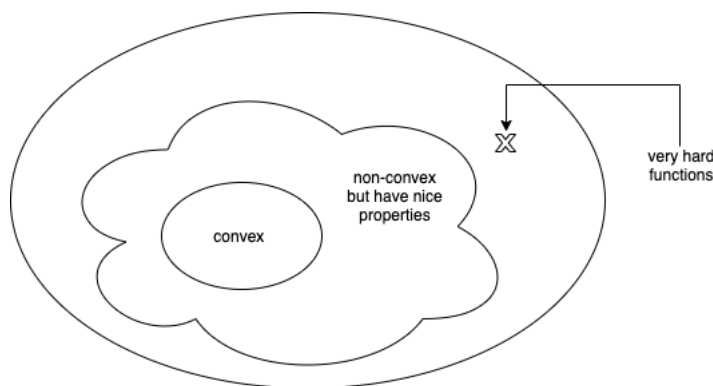 non-convex
but have nice
properties
convex
X
very hard
functions